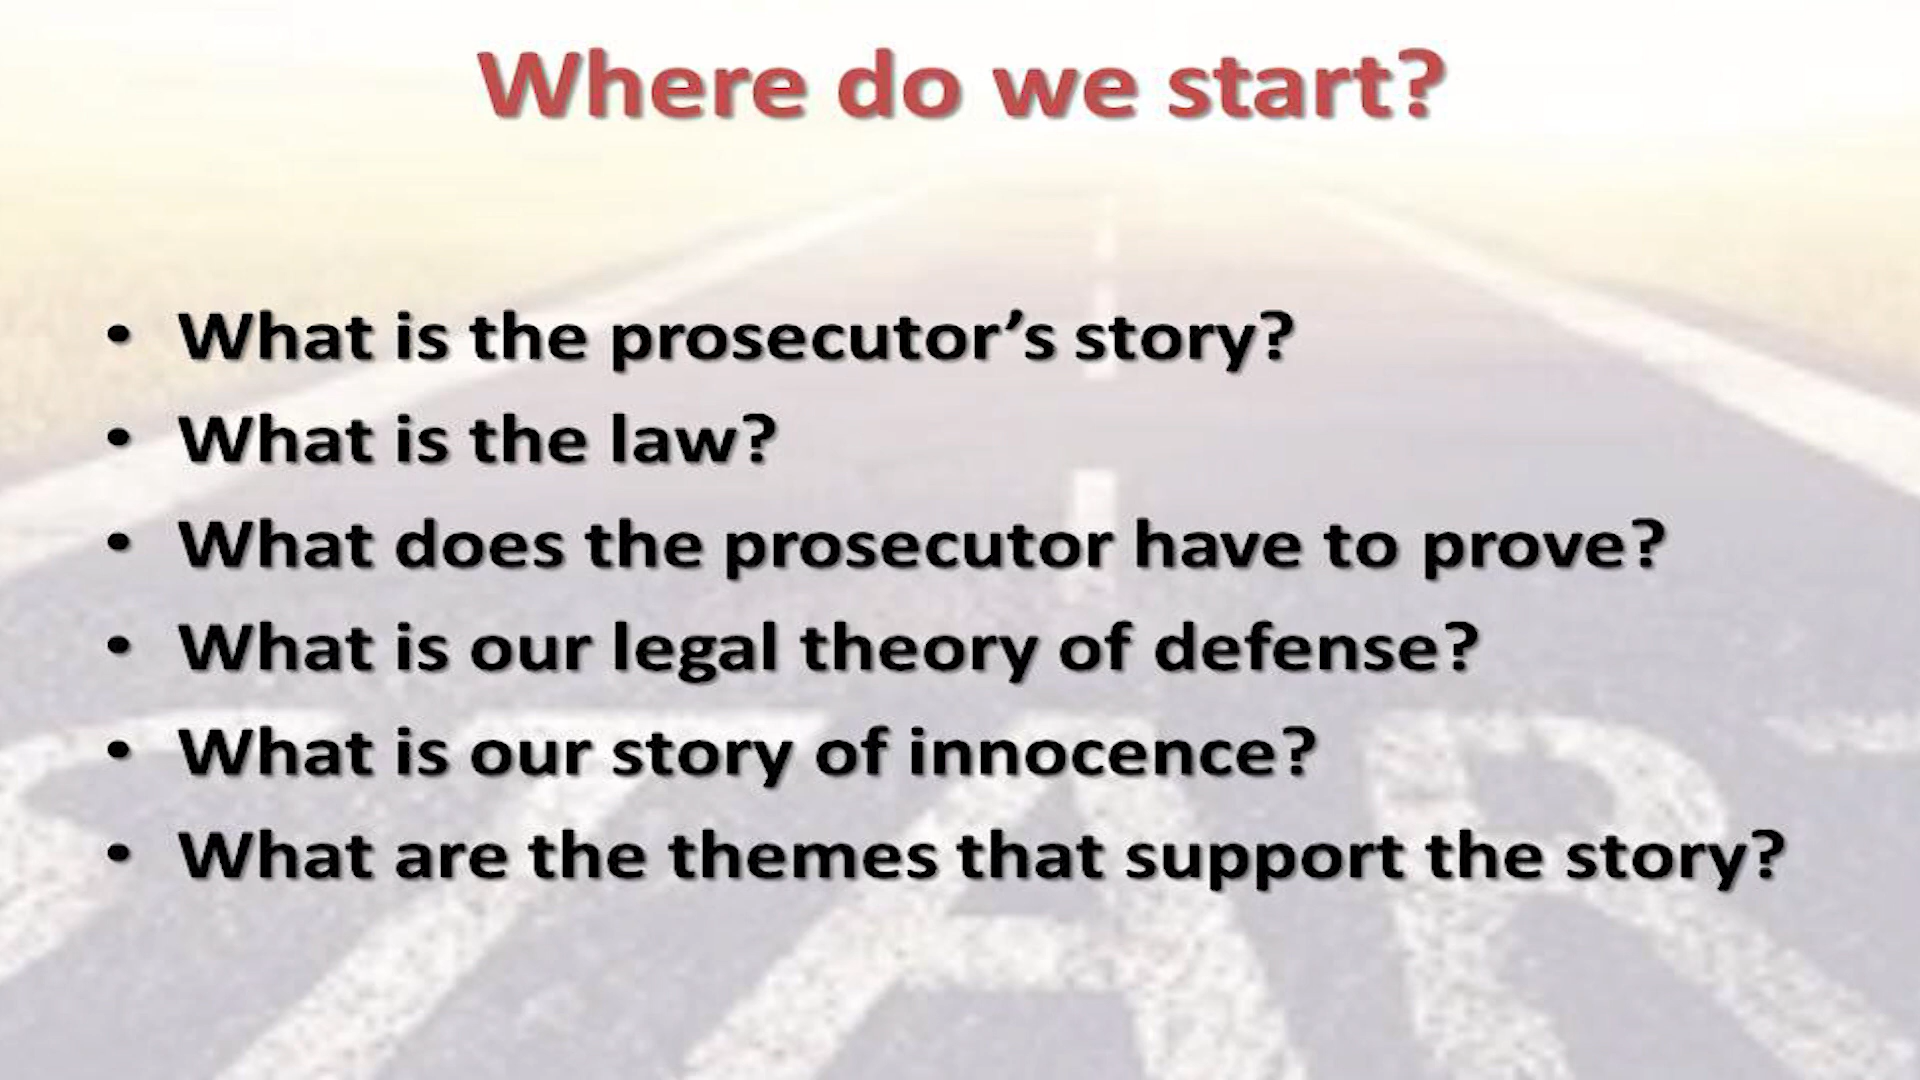 Where do we start?
• What is the prosecutor’s story?
• What is the law?
• What does the prosecutor have to prove?
• What is our legal theory of defense?
• What is our story of innocence?
• What are the themes that support the story?
START